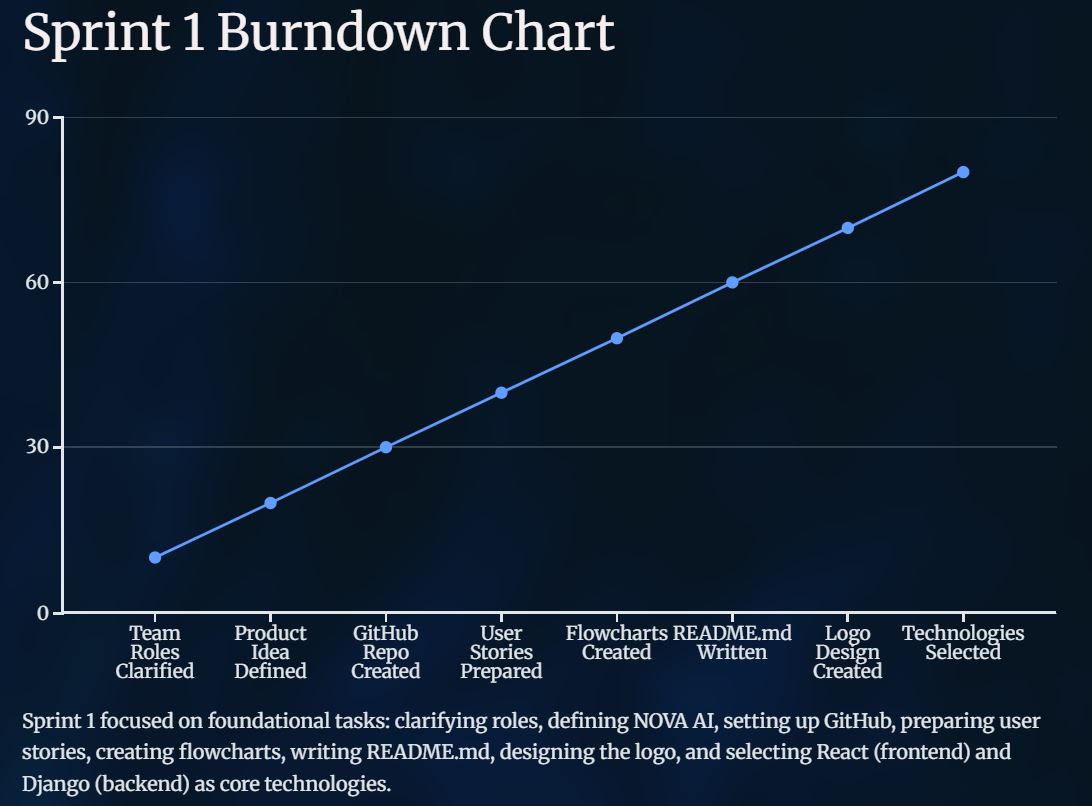 Sprint 1 Burndown Chart
90
60
30
0
Team Roles Clarified
Product Idea Defined
GitHub Repo Created
User Stories Prepared
Flowcharts Created
README.md Written
Logo Design Created
Technologies Selected
Sprint 1 focused on foundational tasks: clarifying roles, defining NOVA AI, setting up GitHub, preparing user
stories, creating flowcharts, writing README.md, designing the logo, and selecting React (frontend) and
Django (backend) as core technologies.